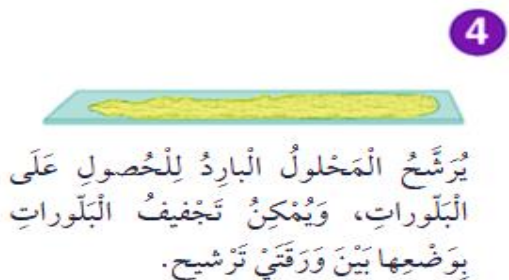 4
يُرَشَّحُ الْمَحْلولُ الْبارِدُ لِلْحُصولِ عَلَى
الْبَلّوراتِ، وَيُمْكِنُ تَجْفيفُ الْبَلّوراتِ
بِوَضْعِها بَيْنَ وَرَقَتَيْ تَرْشيحٍ.